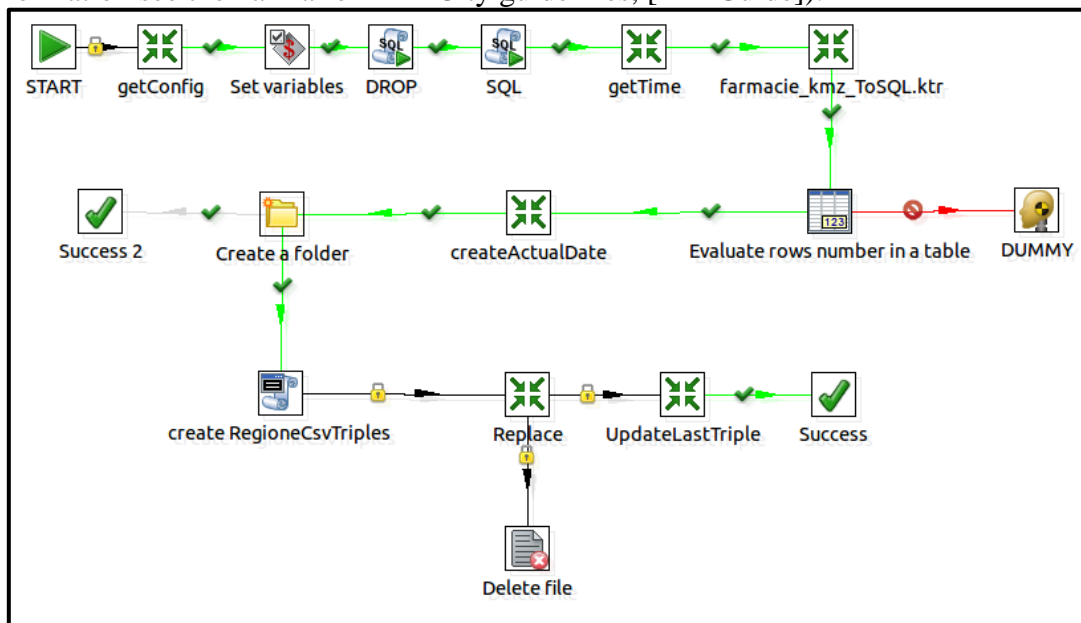 START getConfig Set variables DROP SQL getTime farmacie_kmz_ToSQL.ktr
Success 2 Create a folder createActualDate Evaluate rows number in a table DUMMY
create RegioneCsvTriples Replace UpdateLastTriple Success
Delete file